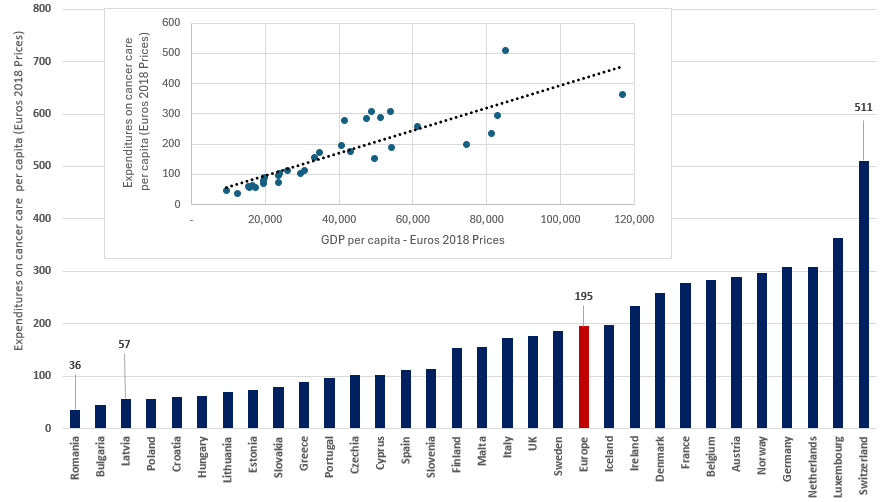 800
700
600
500
400
300
200
100
0
Expenditures on cancer care per capita (Euros 2018 Prices)
600
500
400
300
200
100
0
Expenditures on cancer care
per capita (Euros 2018 Prices)
- 20,000 40,000 60,000 80,000 100,000 120,000
GDP per capita - Euros 2018 Prices
36
57
195
511
Romania
Bulgaria
Latvia
Poland
Croatia
Hungary
Lithuania
Estonia
Slovakia
Greece
Portugal
Czechia
Cyprus
Spain
Slovenia
Finland
Malta
Italy
UK
Sweden
Europe
Iceland
Ireland
Denmark
France
Belgium
Austria
Norway
Germany
Netherlands
Luxembourg
Switzerland